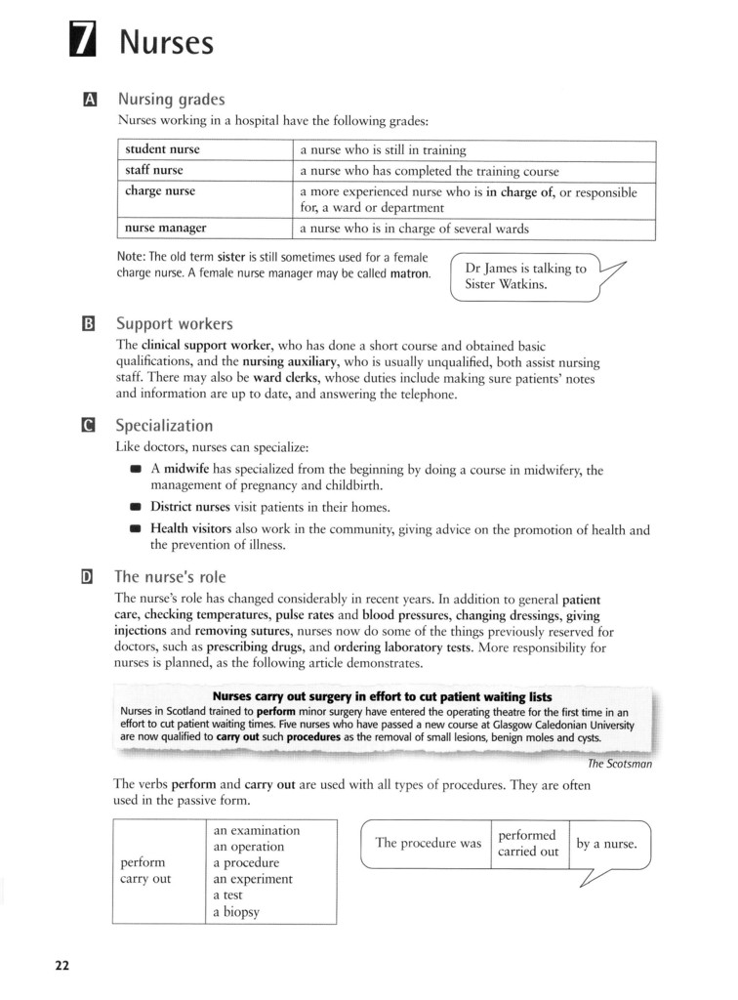 7 Nurses
A Nursing grades
Nurses working in a hospital have the following grades:
student nurse a nurse who is still in training
staff nurse a nurse who has completed the training course
charge nurse a more experienced nurse who is in charge of, or responsible
for, a ward or department
nurse manager a nurse who is in charge of several wards
Note: The old term sister is still sometimes used for a female
charge nurse. A female nurse manager may be called matron.
Dr James is talking to
Sister Watkins.
B Support workers
The clinical support worker, who has done a short course and obtained basic
qualifications, and the nursing auxiliary, who is usually unqualified, both assist nursing
staff. There may also be ward clerks, whose duties include making sure patients' notes
and information are up to date, and answering the telephone.
C Specialization
Like doctors, nurses can specialize:
A midwife has specialized from the beginning by doing a course in midwifery, the
management of pregnancy and childbirth.
District nurses visit patients in their homes.
Health visitors also work in the community, giving advice on the promotion of health and
the prevention of illness.
D The nurse's role
The nurse's role has changed considerably in recent years. In addition to general patient
care, checking temperatures, pulse rates and blood pressures, changing dressings, giving
injections and removing sutures, nurses now do some of the things previously reserved for
doctors, such as prescribing drugs, and ordering laboratory tests. More responsibility for
nurses is planned, as the following article demonstrates.
Nurses carry out surgery in effort to cut patient waiting lists
Nurses in Scotland trained to perform minor surgery have entered the operating theatre for the first time in an
effort to cut patient waiting times. Five nurses who have passed a new course at Glasgow Caledonian University
are now qualified to carry out such procedures as the removal of small lesions, benign moles and cysts.
The Scotsman
The verbs perform and carry out are used with all types of procedures. They are often
used in the passive form.
perform
carry out
an examination
an operation
a procedure
an experiment
a test
a biopsy
The procedure was
performed
carried out
by a nurse.
22